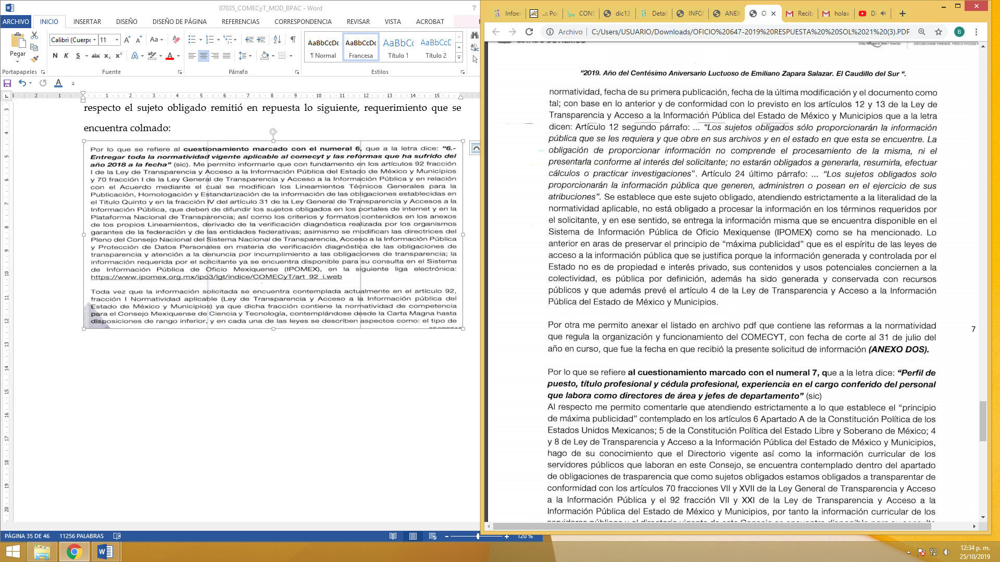 07035_COMECyT_MOD_BPAC - Word
ARCHIVO INICIO INSERTAR DISEÑO DISEÑO DE PÁGINA REFERENCIAS CORRESPONDENCIA REVISAR VISTA ACROBAT
Calibri (Cuerpo 11
Pegar
N K S abc x₂ x²
AaBbCcDc AaBbCcDc AaBbCc AaBbCcC
¶ Normal Francesa Título 1 Título 2
Portapapeles Fuente Párrafo Estilos
respecto el sujeto obligado remitió en repuesta lo siguiente, requerimiento que se
encuentra colmado:
Por lo que se refiere al cuestionamiento marcado con el numeral 6, que a la letra dice: “6.-
Entregar toda la normatividad vigente aplicable al comecyt y las reformas que ha sufrido del
año 2018 a la fecha” (sic). Me permito informarle que con fundamento en los artículos 92 fracción
I de la Ley de Transparencia y Acceso a la Información Pública del Estado de México y Municipios
y 70 fracción I de la Ley General de Transparencia y Acceso a la Información Pública y en relación
con el Acuerdo mediante el cual se modifican los Lineamientos Técnicos Generales para la
Publicación, Homologación y Estandarización de la información de las obligaciones establecidas en
el Título Quinto y en la fracción IV del artículo 31 de la Ley General de Transparencia y Accesos a la
Información Pública, que deben de difundir los sujetos obligados en los portales de internet y en la
Plataforma Nacional de Transparencia; así como los criterios y formatos contenidos en los anexos
de los propios Lineamientos, derivado de la verificación diagnóstica realizada por los organismos
garantes de la federación y de las entidades federativas; asimismo se modifican las directrices del
Pleno del Consejo Nacional del Sistema Nacional de Transparencia, Acceso a la Información Pública
y Protección de Datos Personales en materia de verificación diagnóstica de las obligaciones de
transparencia y atención a la denuncia por incumplimiento a las obligaciones de transparencia; la
información requerida por el solicitante ya se encuentra disponible para su consulta en el Sistema
de Información Pública de Oficio Mexiquense (IPOMEX), en la siguiente liga electrónica:
https://www.ipomex.org.mx/ipo3/lgt/indice/COMECyT/art_92_i.web
Toda vez que la información solicitada se encuentra contemplada actualmente en el artículo 92,
fracción I Normatividad aplicable (Ley de Transparencia y Acceso a la Información pública del
Estado de México y Municipios) ya que dicha fracción contiene la normatividad de competencia
para el Consejo Mexiquense de Ciencia y Tecnología, contemplándose desde la Carta Magna hasta
disposiciones de rango inferior, y en cada una de las leyes se describen aspectos como: el tipo de
PÁGINA 35 DE 46 11256 PALABRAS 120 %
Infoer ..:: Por CONS dic13 Detall INFO ANEX O Recib holaa Di
Archivo C:/Users/USUARIO/Downloads/OFICIO%20647-2019%20RESPUESTA%20%20SOL%2021%20(3).PDF
B
“2019. Año del Centésimo Aniversario Luctuoso de Emiliano Zapara Salazar. El Caudillo del Sur “.
normatividad, fecha de su primera publicación, fecha de la última modificación y el documento como
tal; con base en lo anterior y de conformidad con lo previsto en los artículos 12 y 13 de la Ley de
Transparencia y Acceso a la Información Pública del Estado de México y Municipios que a la letra
dicen: Artículo 12 segundo párrafo: ... “Los sujetos obligados sólo proporcionarán la información
pública que se les requiera y que obre en sus archivos y en el estado en que esta se encuentre. La
obligación de proporcionar información no comprende el procesamiento de la misma, ni el
presentarla conforme al interés del solicitante; no estarán obligados a generarla, resumirla, efectuar
cálculos o practicar investigaciones”. Artículo 24 último párrafo: ... “Los sujetos obligados solo
proporcionarán la información pública que generen, administren o posean en el ejercicio de sus
atribuciones”. Se establece que este sujeto obligado, atendiendo estrictamente a la literalidad de la
normatividad aplicable, no está obligado a procesar la información en los términos requeridos por
el solicitante, y en ese sentido, se entrega la información misma que se encuentra disponible en el
Sistema de Información Pública de Oficio Mexiquense (IPOMEX) como se ha mencionado. Lo
anterior en aras de preservar el principio de “máxima publicidad” que es el espíritu de las leyes de
acceso a la información pública que se justifica porque la información generada y controlada por el
Estado no es de propiedad e interés privado, sus contenidos y usos potenciales conciernen a la
colectividad, es pública por definición, además ha sido generada y conservada con recursos
públicos y que además prevé el artículo 4 de la Ley de Transparencia y Acceso a la Información
Pública del Estado de México y Municipios.
Por otra me permito anexar el listado en archivo pdf que contiene las reformas a la normatividad
que regula la organización y funcionamiento del COMECYT, con fecha de corte al 31 de julio del
año en curso, que fue la fecha en que recibió la presente solicitud de información (ANEXO DOS).
7
Por lo que se refiere al cuestionamiento marcado con el numeral 7, que a la letra dice: “Perfil de
puesto, título profesional y cédula profesional, experiencia en el cargo conferido del personal
que labora como directores de área y jefes de departamento” (sic)
Al respecto me permito comentarle que atendiendo estrictamente a lo que establece el “principio
de máxima publicidad” contemplado en los artículos 6 Apartado A de la Constitución Política de los
Estados Unidos Mexicanos; 5 de la Constitución Política del Estado Libre y Soberano de México; 4
y 8 de Ley de Transparencia y Acceso a la Información Pública del Estado de México y Municipios,
hago de su conocimiento que el Directorio vigente así como la información curricular de los
servidores públicos que laboran en este Consejo, se encuentra contemplado dentro del apartado
de obligaciones de trasparencia que como sujetos obligados estamos obligados a transparentar de
conformidad con los artículos 70 fracciones VII y XVII de la Ley General de Transparencia y Acceso
a la Información Pública y el 92 fracción VII y XXI de la Ley de Transparencia y Acceso a la
Información Pública del Estado de México y Municipios, por tanto la información curricular de los
12:34 p. m.
25/10/2019